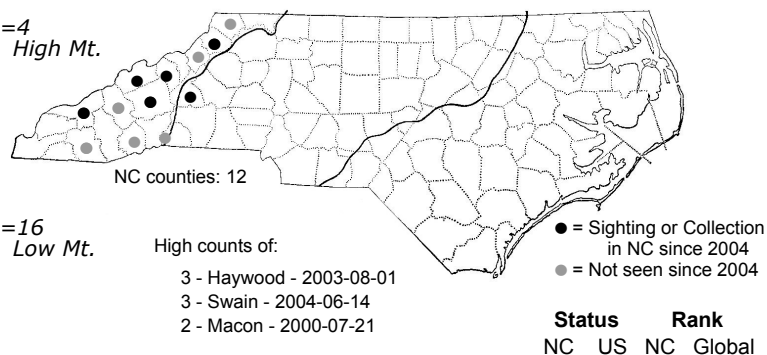 =4
High Mt.
NC counties: 12
=16
Low Mt.
High counts of:
3 - Haywood - 2003-08-01
3 - Swain - 2004-06-14
2 - Macon - 2000-07-21
● = Sighting or Collection
in NC since 2004
● = Not seen since 2004
Status Rank
NC US NC Global